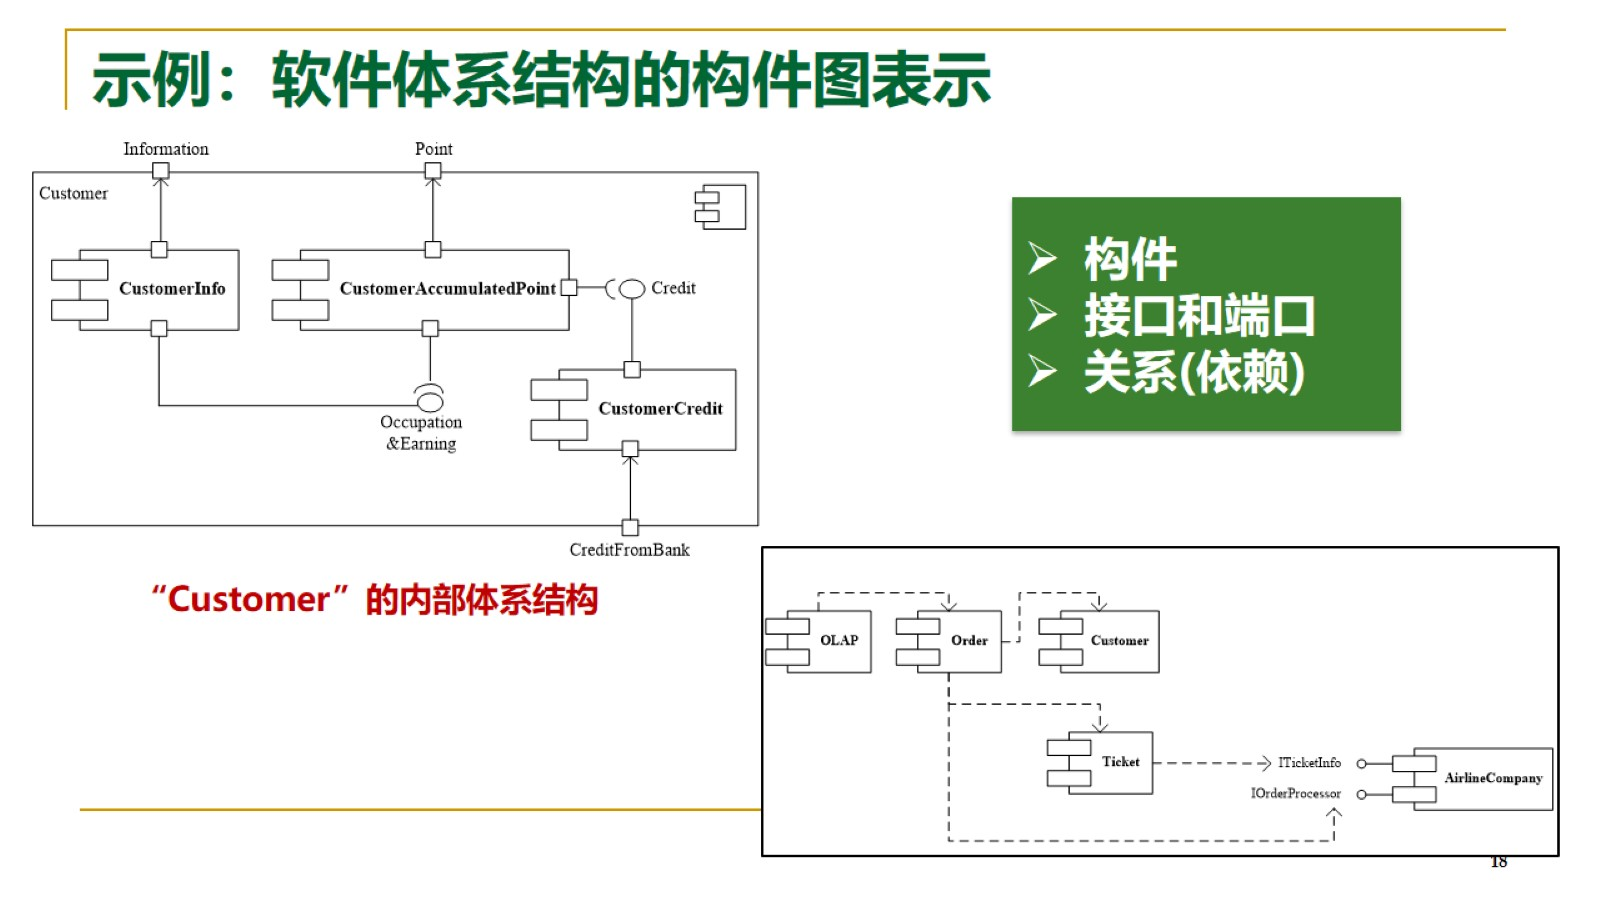 示例：软件体系结构的构件图表示
Information
Point
Customer
CustomerInfo
CustomerAccumulatedPoint
Credit
CustomerCredit
Occupation
&Earning
CreditFromBank
“Customer”的内部体系结构
构件
接口和端口
关系(依赖)
OLAP
Order
Customer
Ticket
ITicketInfo
IOrderProcessor
AirlineCompany
18